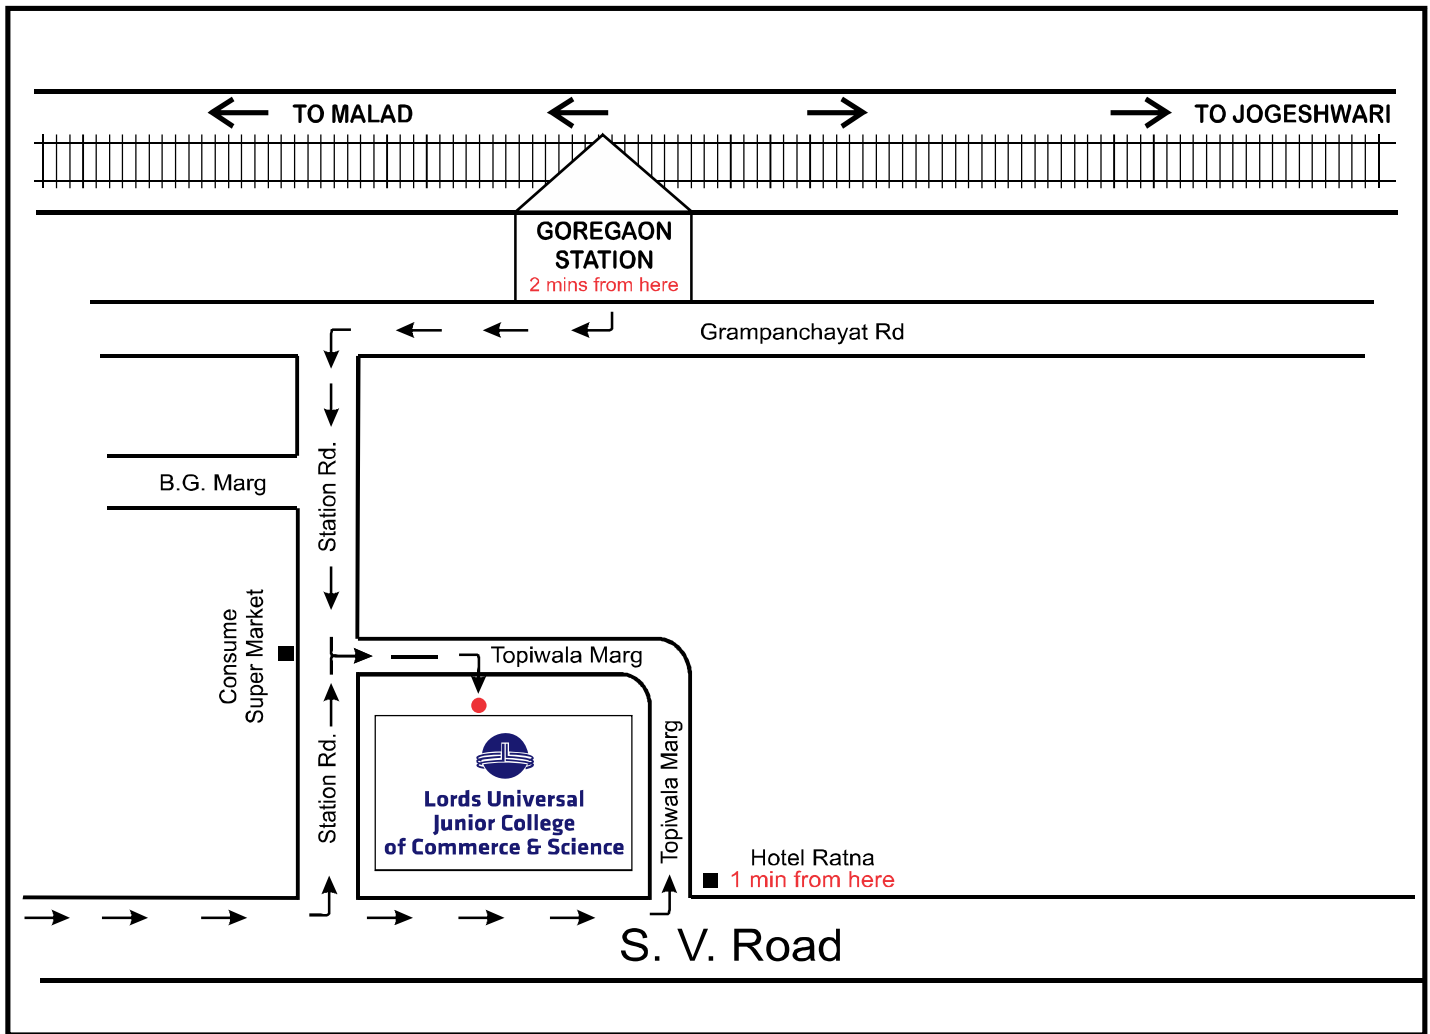 TO MALAD
TO JOGESHWARI
GOREGAON
STATION
2 mins from here
Grampanchayat Rd
Station Rd.
B.G. Marg
Consume
Super Market
Topiwala Marg
Station Rd.
Lords Universal
Junior College
of Commerce & Science
Topiwala Marg
Hotel Ratna
1 min from here
S. V. Road